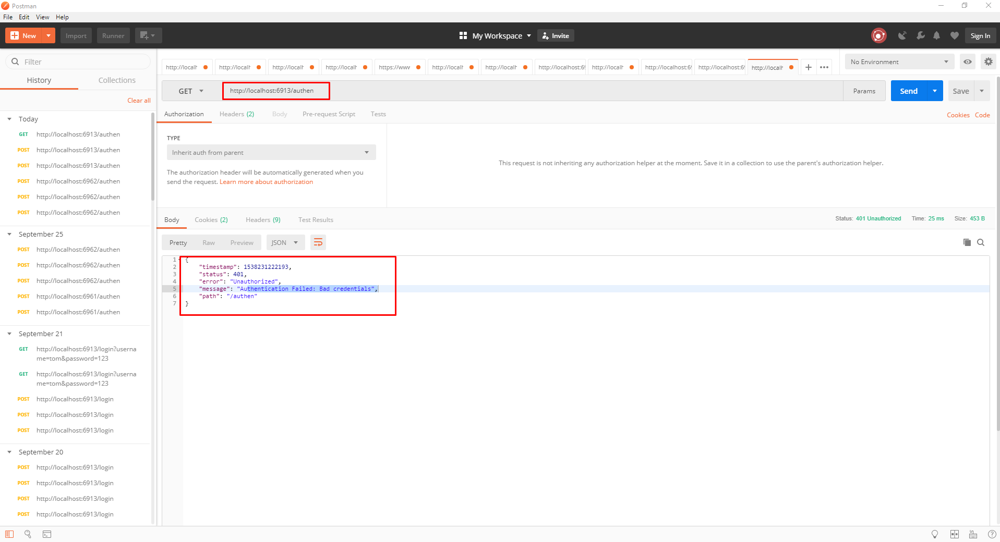 Postman
File Edit View Help
New
Import
Runner
My Workspace
Invite
Sign In
Filter
History
Collections
Clear all
Today
GET http://localhost:6913/authen
POST http://localhost:6913/authen
POST http://localhost:6913/authen
POST http://localhost:6962/authen
POST http://localhost:6962/authen
POST http://localhost:6962/authen
September 25
POST http://localhost:6962/authen
POST http://localhost:6962/authen
POST http://localhost:6962/authen
POST http://localhost:6961/authen
POST http://localhost:6961/authen
September 21
GET http://localhost:6913/login?userna
me=tom&password=123
GET http://localhost:6913/login?userna
me=tom&password=123
POST http://localhost:6913/login
POST http://localhost:6913/login
POST http://localhost:6913/login
September 20
POST http://localhost:6913/login
POST http://localhost:6913/login
POST http://localhost:6913/login
POST http://localhost:6913/login
http://localh http://localh http://localh http://localh https://www http://localh http://localh http://localhost:69 http://localh http://localhost:69 http://localhost:69 http://localh
No Environment
GET http://localhost:6913/authen Params Send Save
Authorization Headers (2) Body Pre-request Script Tests Cookies Code
TYPE
Inherit auth from parent
The authorization header will be automatically generated when you
send the request. Learn more about authorization
This request is not inheriting any authorization helper at the moment. Save it in a collection to use the parent's authorization helper.
Body Cookies (2) Headers (9) Test Results Status: 401 Unauthorized Time: 25 ms Size: 453 B
Pretty Raw Preview JSON
1 {
2 "timestamp": 1538231222193,
3 "status": 401,
4 "error": "Unauthorized",
5 "message": "Authentication Failed: Bad credentials",
6 "path": "/authen"
7 }